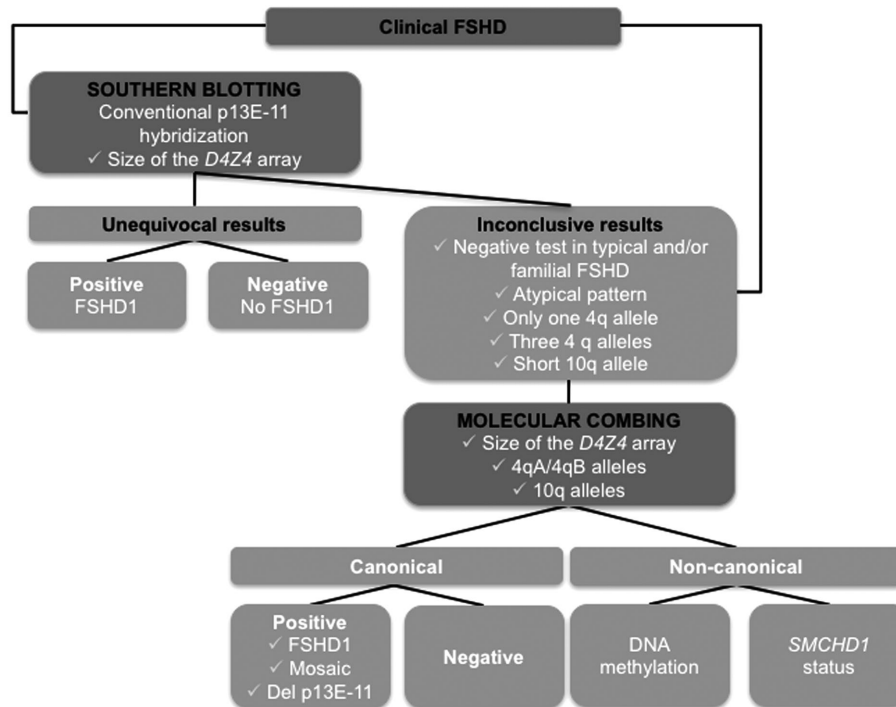 Clinical FSHD
SOUTHERN BLOTTING
Conventional p13E-11
hybridization
✓ Size of the D4Z4 array
Unequivocal results
Positive
FSHD1
Negative
No FSHD1
Inconclusive results
✓ Negative test in typical and/or
familial FSHD
✓ Atypical pattern
✓ Only one 4q allele
✓ Three 4 q alleles
✓ Short 10q allele
MOLECULAR COMBING
✓ Size of the D4Z4 array
✓ 4qA/4qB alleles
✓ 10q alleles
Canonical
Non-canonical
Positive
✓ FSHD1
✓ Mosaic
✓ Del p13E-11
Negative
DNA
methylation
SMCHD1
status